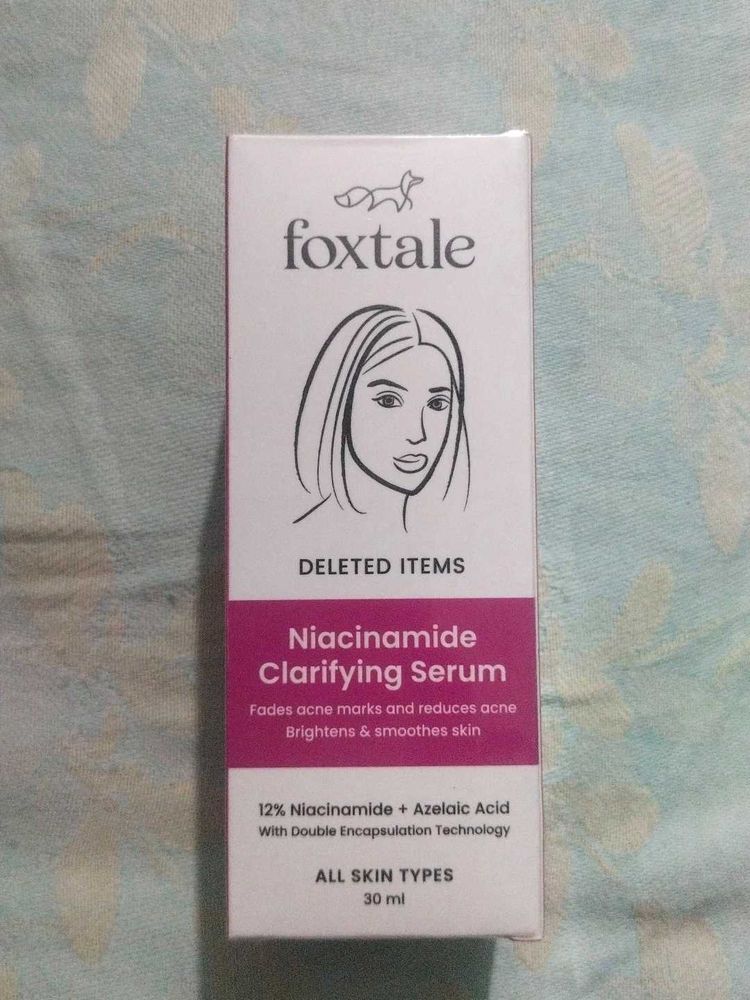 foxtale
DELETED ITEMS
Niacinamide
Clarifying Serum
Fades acne marks and reduces acne
Brightens & smoothes skin
12% Niacinamide + Azelaic Acid
With Double Encapsulation Technology
ALL SKIN TYPES
30 ml